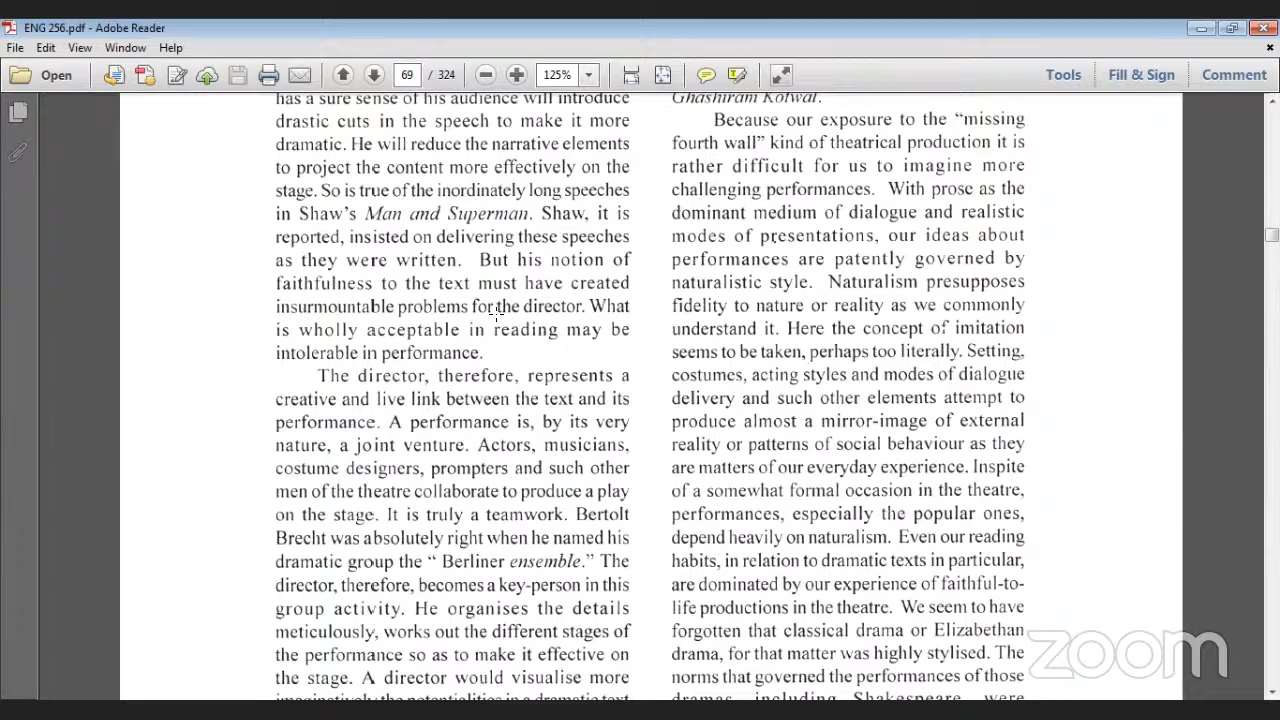 ENG 256.pdf - Adobe Reader
File Edit View Window Help
Open 69 / 324 125% Tools Fill & Sign Comment
has a sure sense of his audience will introduce
drastic cuts in the speech to make it more
dramatic. He will reduce the narrative elements
to project the content more effectively on the
stage. So is true of the inordinately long speeches
in Shaw's Man and Superman. Shaw, it is
reported, insisted on delivering these speeches
as they were written. But his notion of
faithfulness to the text must have created
insurmountable problems for the director. What
is wholly acceptable in reading may be
intolerable in performance.
The director, therefore, represents a
creative and live link between the text and its
performance. A performance is, by its very
nature, a joint venture. Actors, musicians,
costume designers, prompters and such other
men of the theatre collaborate to produce a play
on the stage. It is truly a teamwork. Bertolt
Brecht was absolutely right when he named his
dramatic group the “ Berliner ensemble.” The
director, therefore, becomes a key-person in this
group activity. He organises the details
meticulously, works out the different stages of
the performance so as to make it effective on
the stage. A director would visualise more
imaginatively the potentialities in a dramatic text
Ghashiram Kotwal.
Because our exposure to the “missing
fourth wall” kind of theatrical production it is
rather difficult for us to imagine more
challenging performances. With prose as the
dominant medium of dialogue and realistic
modes of presentations, our ideas about
performances are patently governed by
naturalistic style. Naturalism presupposes
fidelity to nature or reality as we commonly
understand it. Here the concept of imitation
seems to be taken, perhaps too literally. Setting,
costumes, acting styles and modes of dialogue
delivery and such other elements attempt to
produce almost a mirror-image of external
reality or patterns of social behaviour as they
are matters of our everyday experience. Inspite
of a somewhat formal occasion in the theatre,
performances, especially the popular ones,
depend heavily on naturalism. Even our reading
habits, in relation to dramatic texts in particular,
are dominated by our experience of faithful-to-
life productions in the theatre. We seem to have
forgotten that classical drama or Elizabethan
drama, for that matter was highly stylised. The
norms that governed the performances of those
dramas, including Shakespeare were
zoom